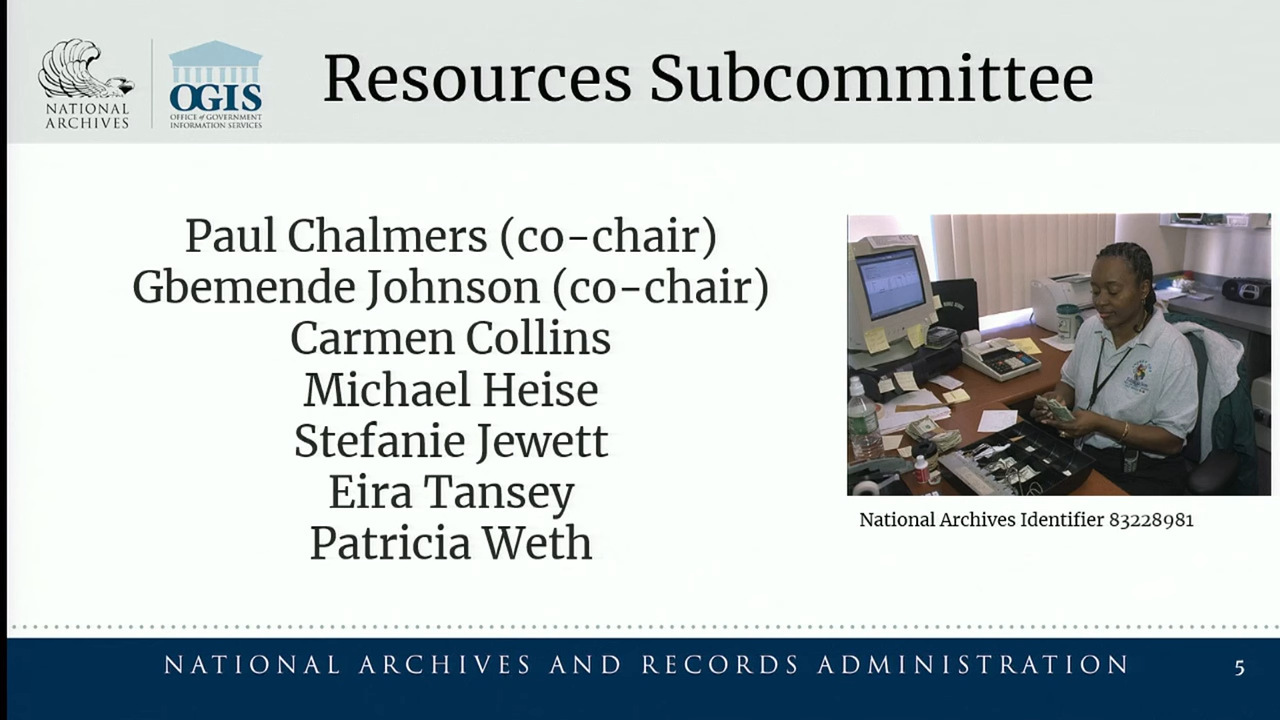 NATIONAL
ARCHIVES
OGIS
OFFICE of GOVERNMENT
INFORMATION SERVICES
Resources Subcommittee
Paul Chalmers (co-chair)
Gbemende Johnson (co-chair)
Carmen Collins
Michael Heise
Stefanie Jewett
Eira Tansey
Patricia Weth
National Archives Identifier 83228981
NATIONAL ARCHIVES AND RECORDS ADMINISTRATION
5